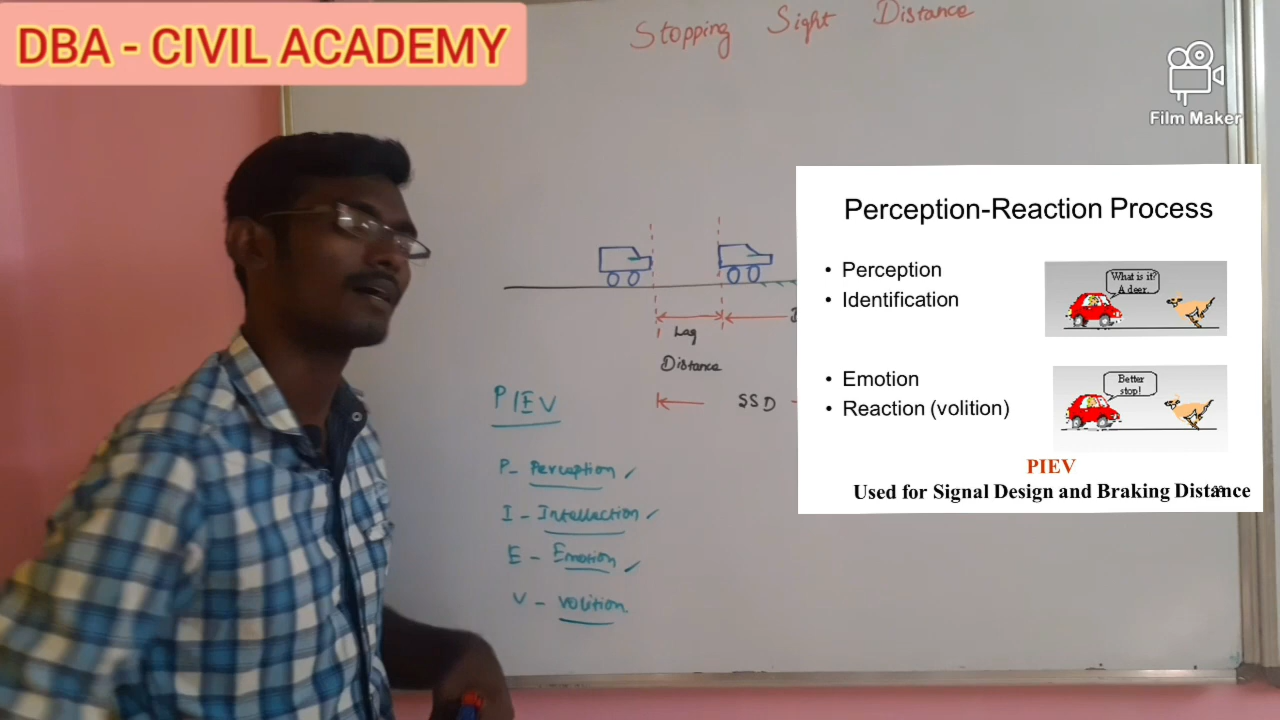 DBA - CIVIL ACADEMY
Stopping Sight Distance
Film Maker
Perception-Reaction Process
• Perception
• Identification
What is it?
A deer.
• Emotion
• Reaction (volition)
Better
stop!
PIEV
Used for Signal Design and Braking Distance
Lag
Distance
SSD
PIEV
P- Perception ✓
I - Intellection ✓
E - Emotion ✓
V - Volition